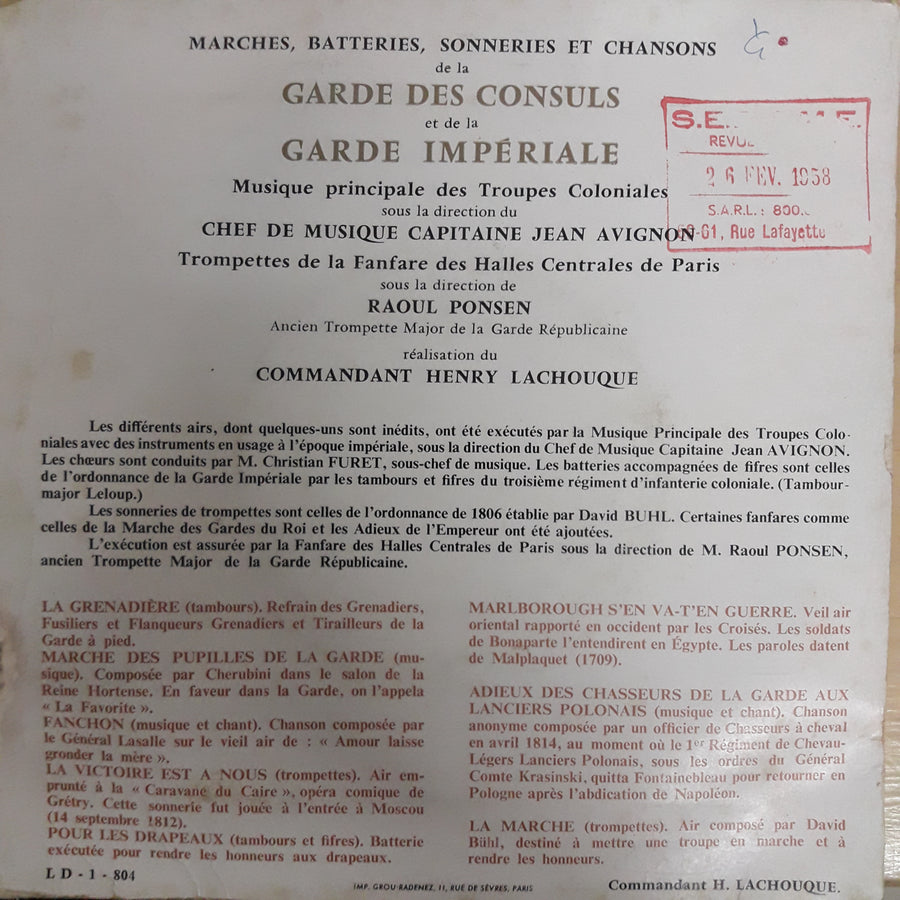 MARCHES, BATTERIES, SONNERIES ET CHANSONS
de la
GARDE DES CONSULS
et de la
GARDE IMPÉRIALE
Musique principale des Troupes Coloniales
sous la direction du
CHEF DE MUSIQUE CAPITAINE JEAN AVIGNON
Trompettes de la Fanfare des Halles Centrales de Paris
sous la direction de
RAOUL PONSEN
Ancien Trompette Major de la Garde Républicaine
réalisation du
COMMANDANT HENRY LACHOUQUE
26 FEV. 1958
S.A.R.L.: 800..
Rue Lafayette
Les différents airs, dont quelques-uns sont inédits, ont été exécutés par la Musique Principale des Troupes Colo-
niales avec des instruments en usage à l'époque impériale, sous la direction du Chef de Musique Capitaine Jean AVIGNON.
Les chœurs sont conduits par M. Christian FURET, sous-chef de musique. Les batteries accompagnées de fifres sont celles
de l'ordonnance de la Garde Impériale par les tambours et fifres du troisième régiment d'infanterie coloniale. (Tambour-
major Leloup.)
Les sonneries de trompettes sont celles de l'ordonnance de 1806 établie par David BUHL. Certaines fanfares comme
celles de la Marche des Gardes du Roi et les Adieux de l'Empereur ont été ajoutées.
L'exécution est assurée par la Fanfare des Halles Centrales de Paris sous la direction de M. Raoul PONSEN,
ancien Trompette Major de la Garde Républicaine.
LA GRENADIÈRE (tambours). Refrain des Grenadiers,
Fusiliers et Flanqueurs Grenadiers et Tirailleurs de la
Garde à pied.
MARCHE DES PUPILLES DE LA GARDE (mu-
sique). Composée par Cherubini dans le salon de la
Reine Hortense. En faveur dans la Garde, on l'appela
« La Favorite ».
FANCHON (musique et chant). Chanson composée par
le Général Lasalle sur le vieil air de : « Amour laisse
gronder la mère ».
LA VICTOIRE EST A NOUS (trompettes). Air em-
prunté à la « Caravane du Caire », opéra comique de
Grétry. Cette sonnerie fut jouée à l'entrée à Moscou
(14 septembre 1812).
POUR LES DRAPEAUX (tambours et fifres). Batterie
exécutée pour rendre les honneurs aux drapeaux.
MARLBOROUGH S'EN VA-T'EN GUERRE. Veil air
oriental rapporté en occident par les Croisés. Les soldats
de Bonaparte l'entendirent en Égypte. Les paroles datent
de Malplaquet (1709).
ADIEUX DES CHASSEURS DE LA GARDE AUX
LANCIERS POLONAIS (musique et chant). Chanson
anonyme composée par un officier de Chasseurs à cheval
en avril 1814, au moment où le 1er Régiment de Chevau-
Légers Lanciers Polonais, sous les ordres du Général
Comte Krasinski, quitta Fontainebleau pour retourner en
Pologne après l'abdication de Napoléon.
LA MARCHE (trompettes). Air composé par David
Bühl, destiné à mettre une troupe en marche et à
rendre les honneurs.
LD-1-804
IMP. GROU-RADENEZ, 11, RUE DE SÈVRES, PARIS
Commandant H. LACHOUQUE.